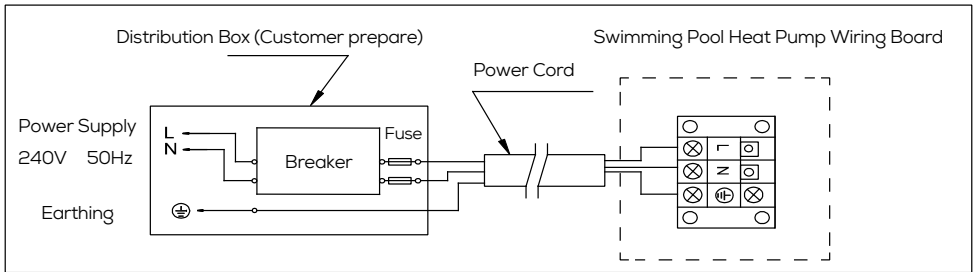 Distribution Box (Customer prepare)
Swimming Pool Heat Pump Wiring Board
Power Cord
Power Supply
240V 50Hz
L
N
Breaker
Fuse
Earthing
L
N